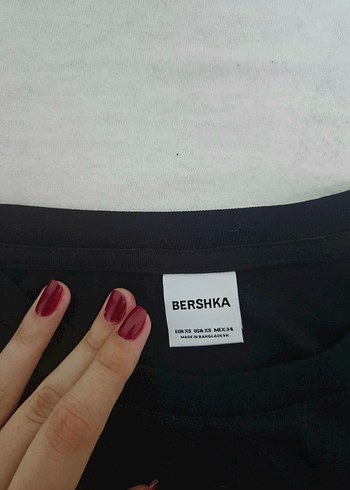 BERSHKA
EUR XS USA XS MEX 24
MADE IN BANGLADESH